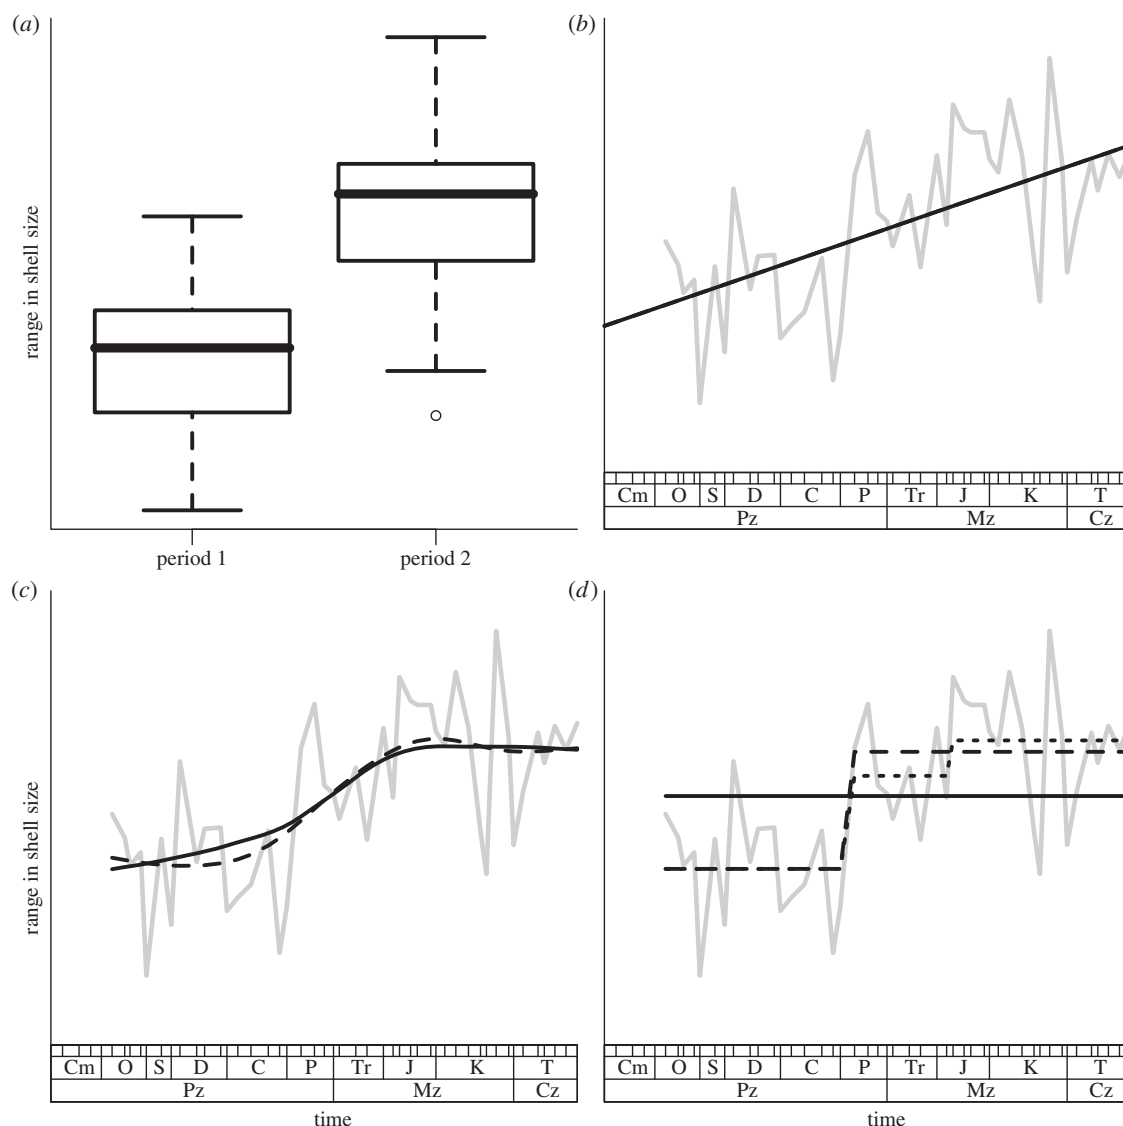 (a)
range in shell size
period 1 period 2
(b)
Cm O S D C P Tr J K T
Pz Mz Cz
(c)
range in shell size
Cm O S D C P Tr J K T
Pz Mz Cz
time
(d)
Cm O S D C P Tr J K T
Pz Mz Cz
time